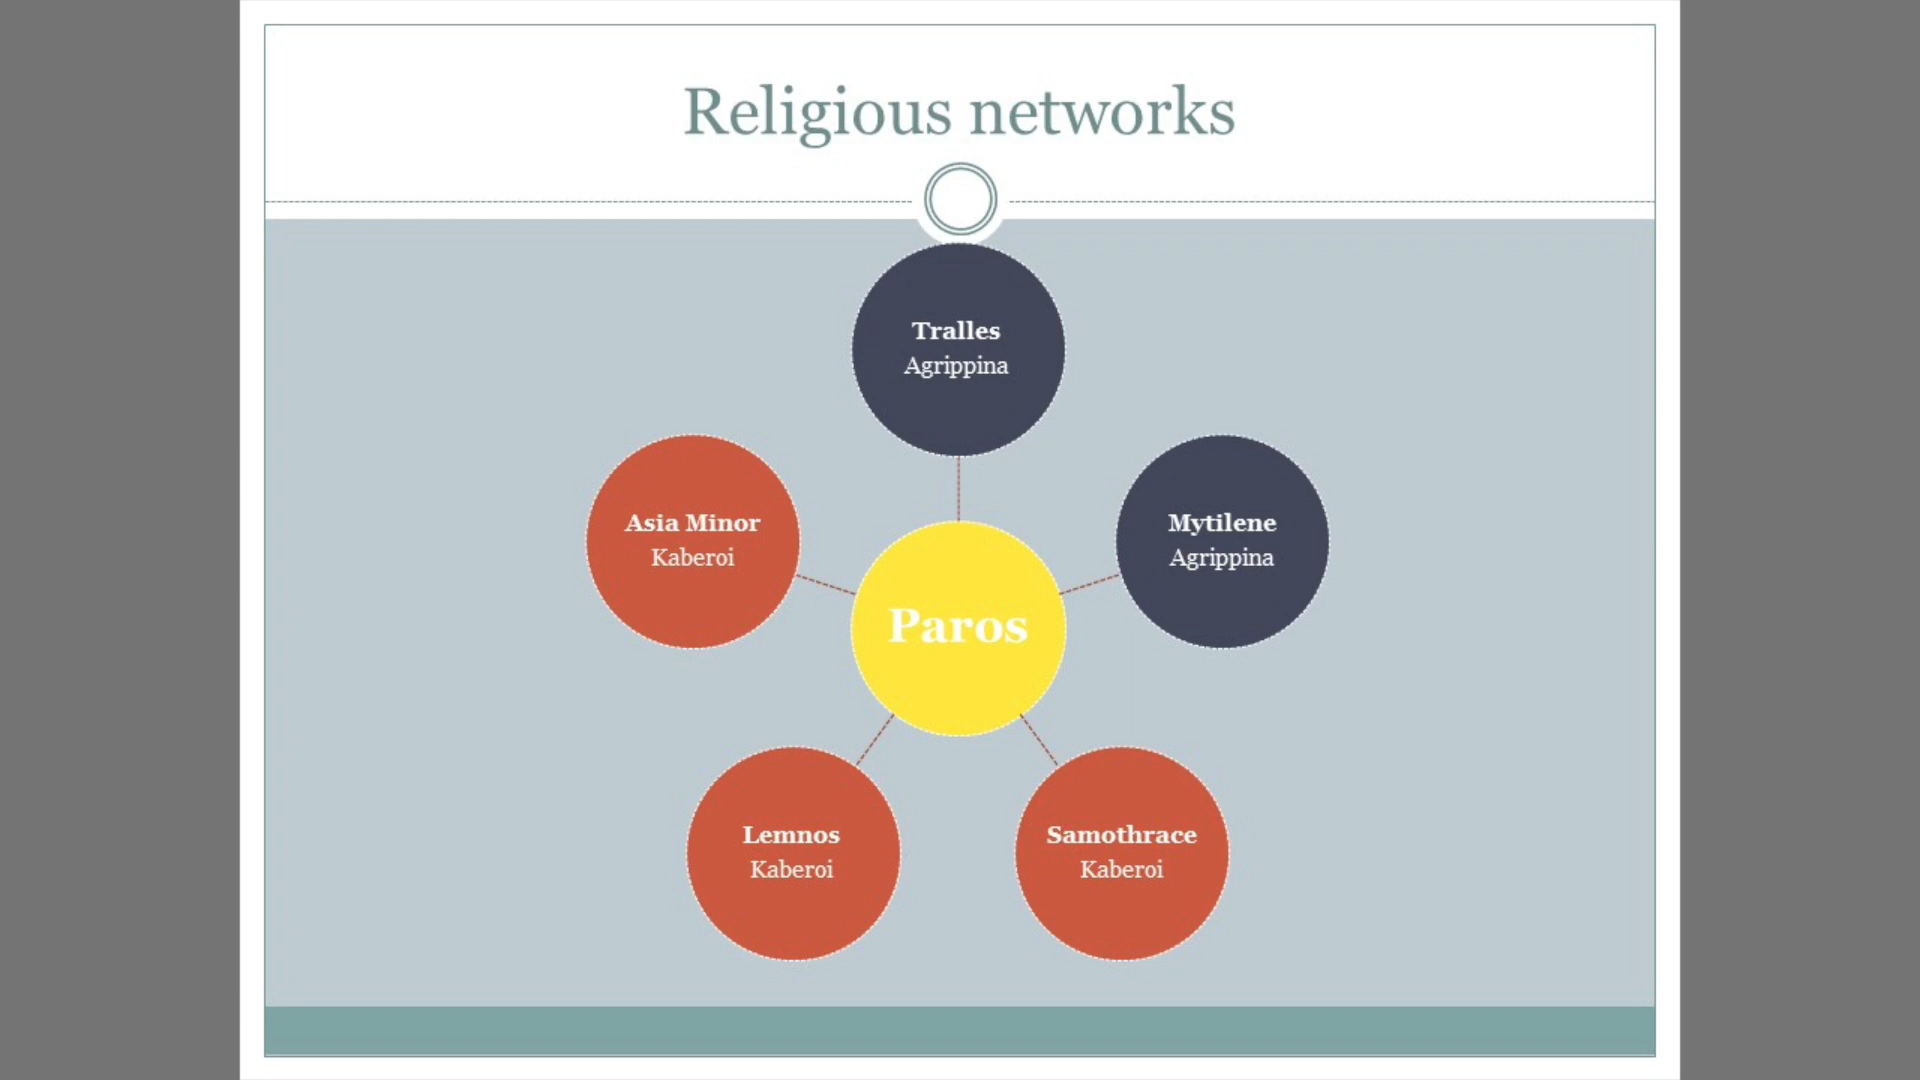 Religious networks
Tralles
Agrippina
Asia Minor
Kaberoi
Mytilene
Agrippina
Paros
Lemnos
Kaberoi
Samothrace
Kaberoi